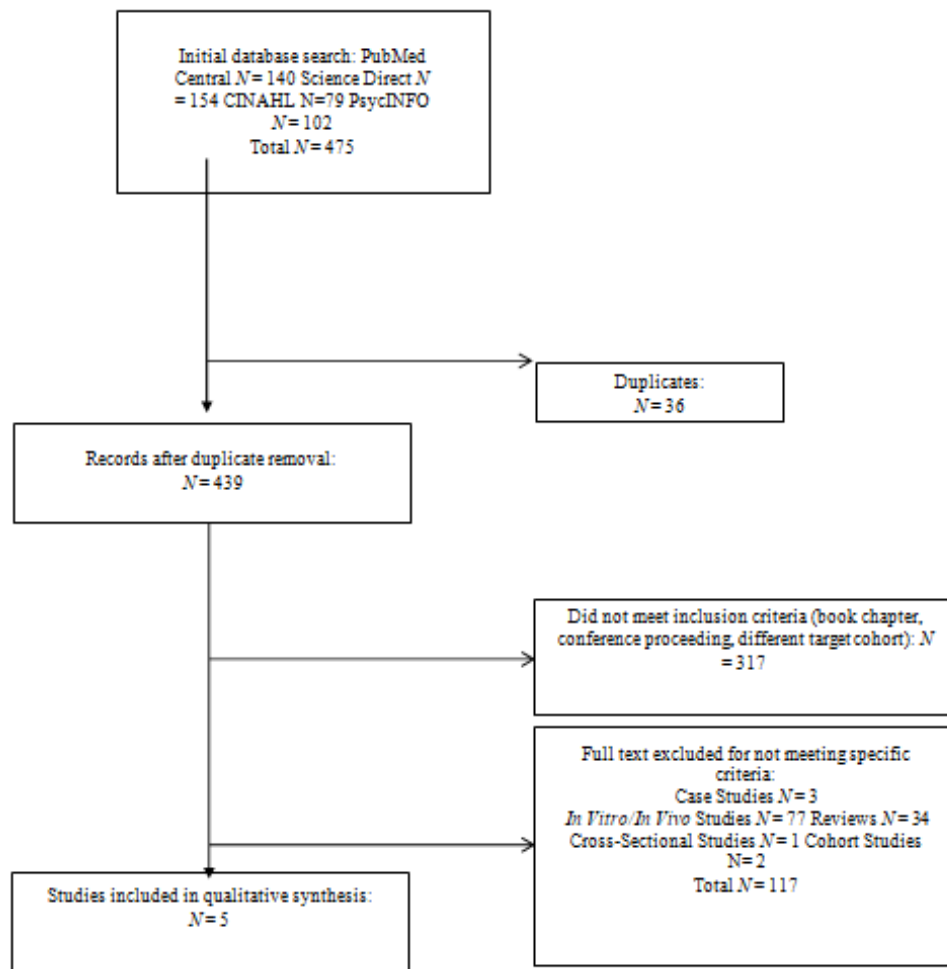 Initial database search: PubMed
Central N= 140 Science Direct N
= 154 CINAHL N=79 PsycINFO
N= 102
Total N= 475
Duplicates:
N= 36
Records after duplicate removal:
N= 439
Did not meet inclusion criteria (book chapter,
conference proceeding, different target cohort): N
= 317
Full text excluded for not meeting specific
criteria:
Case Studies N= 3
In Vitro/In Vivo Studies N= 77 Reviews N= 34
Cross-Sectional Studies N= 1 Cohort Studies
N= 2
Total N= 117
Studies included in qualitative synthesis:
N= 5